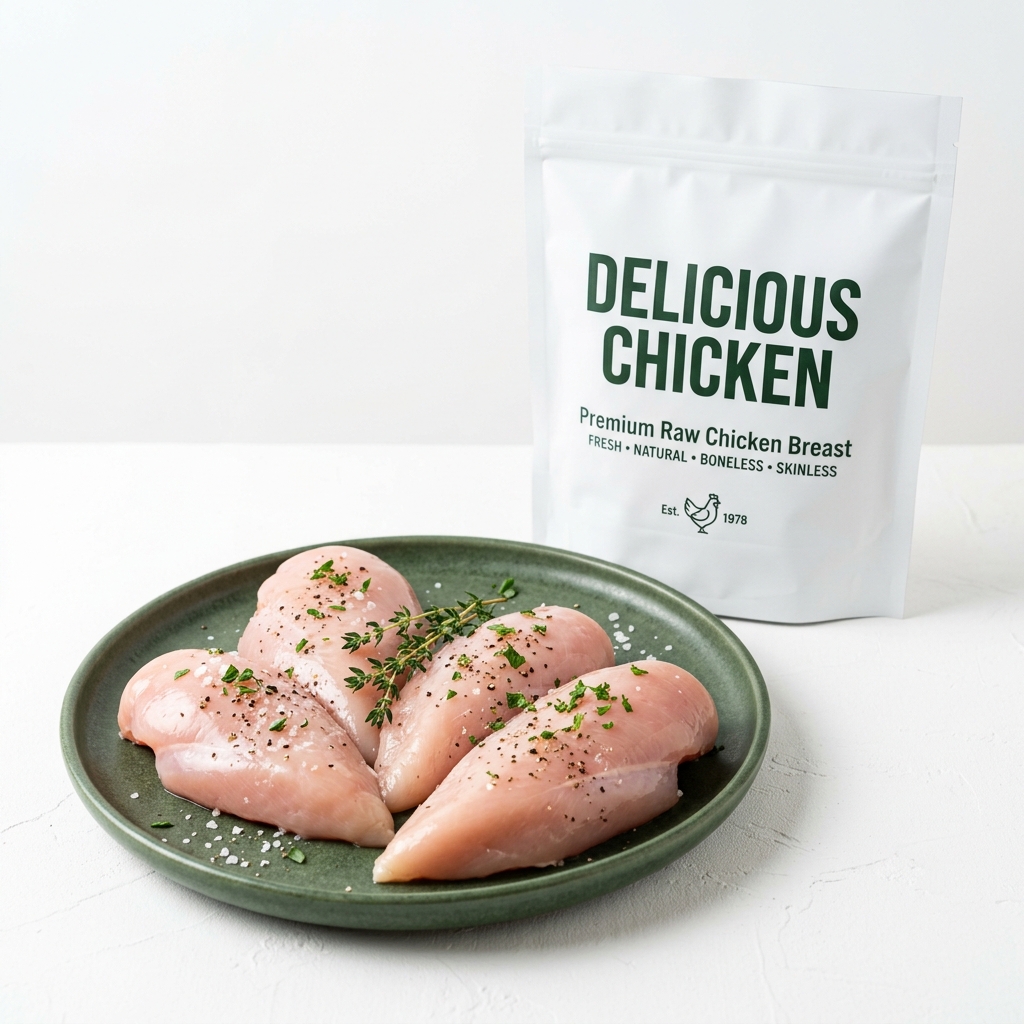 DELICIOUS
CHICKEN
Premium Raw Chicken Breast
FRESH • NATURAL • BONELESS • SKINLESS
Est. 1978